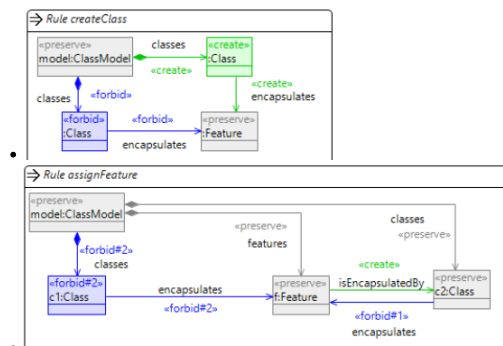 Rule createClass
«preserve»
model:ClassModel
classes
«create»
«create»
:Class
«create»
encapsulates
classes
«forbid»
«forbid»
:Class
«forbid»
encapsulates
«preserve»
:Feature
Rule assignFeature
«preserve»
model:ClassModel
«preserve»
features
classes
«preserve»
«forbid#2»
classes
«forbid#2»
c1:Class
encapsulates
«forbid#2»
«preserve»
f:Feature
«create»
isEncapsulatedBy
«preserve»
c2:Class
«forbid#1»
encapsulates